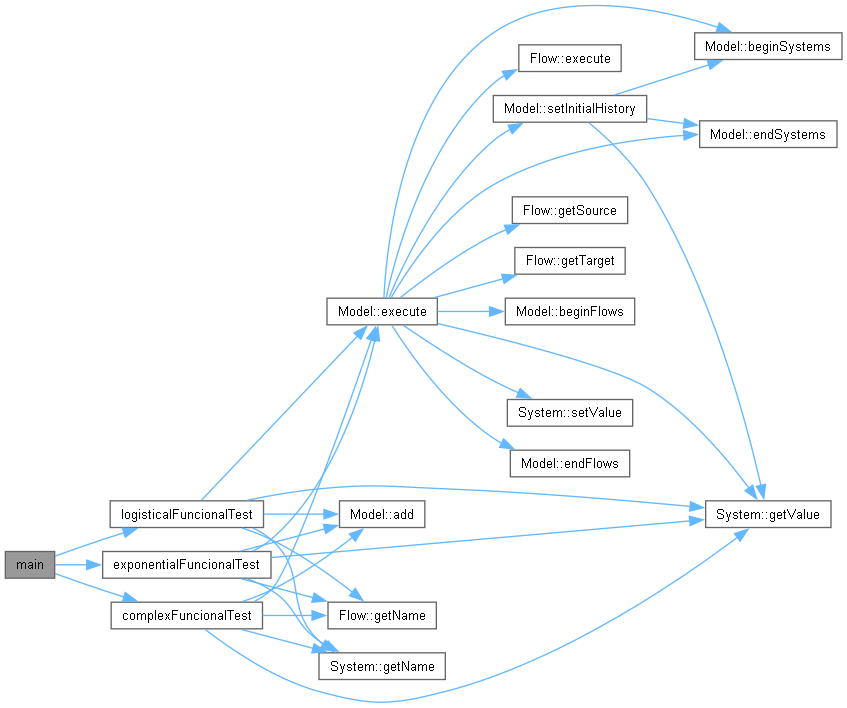 Model::beginSystems
Flow::execute
Model::setInitialHistory
Model::endSystems
Flow::getSource
Flow::getTarget
Model::execute
Model::beginFlows
System::setValue
Model::endFlows
logisticalFuncionalTest
Model::add
System::getValue
main
exponentialFuncionalTest
complexFuncionalTest
Flow::getName
System::getName